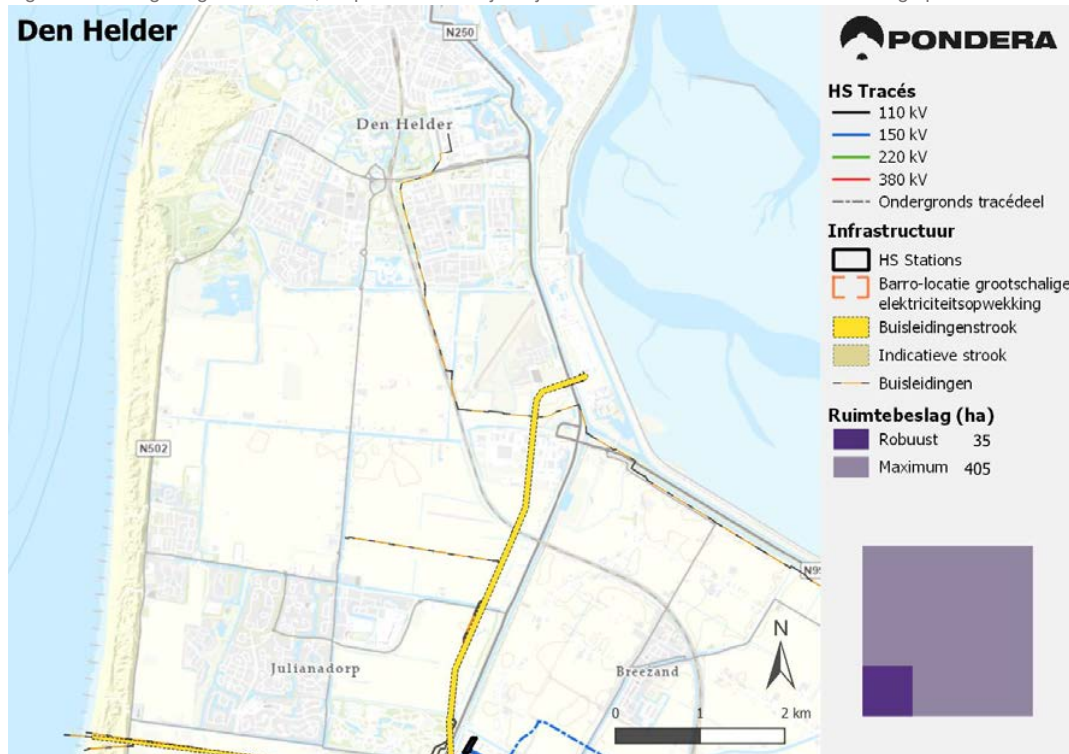 Den Helder
N250
Den Helder
N502
N9
Julianadorp
Breezand
N
0 1 2 km
PONDERA
HS Tracés
110 kV
150 kV
220 kV
380 kV
Ondergronds tracédeel
Infrastructuur
HS Stations
Barro-locatie grootschalige
elektriciteitsopwekking
Buisleidingenstrook
Indicatieve strook
Buisleidingen
Ruimtebeslag (ha)
Robuust 35
Maximum 405